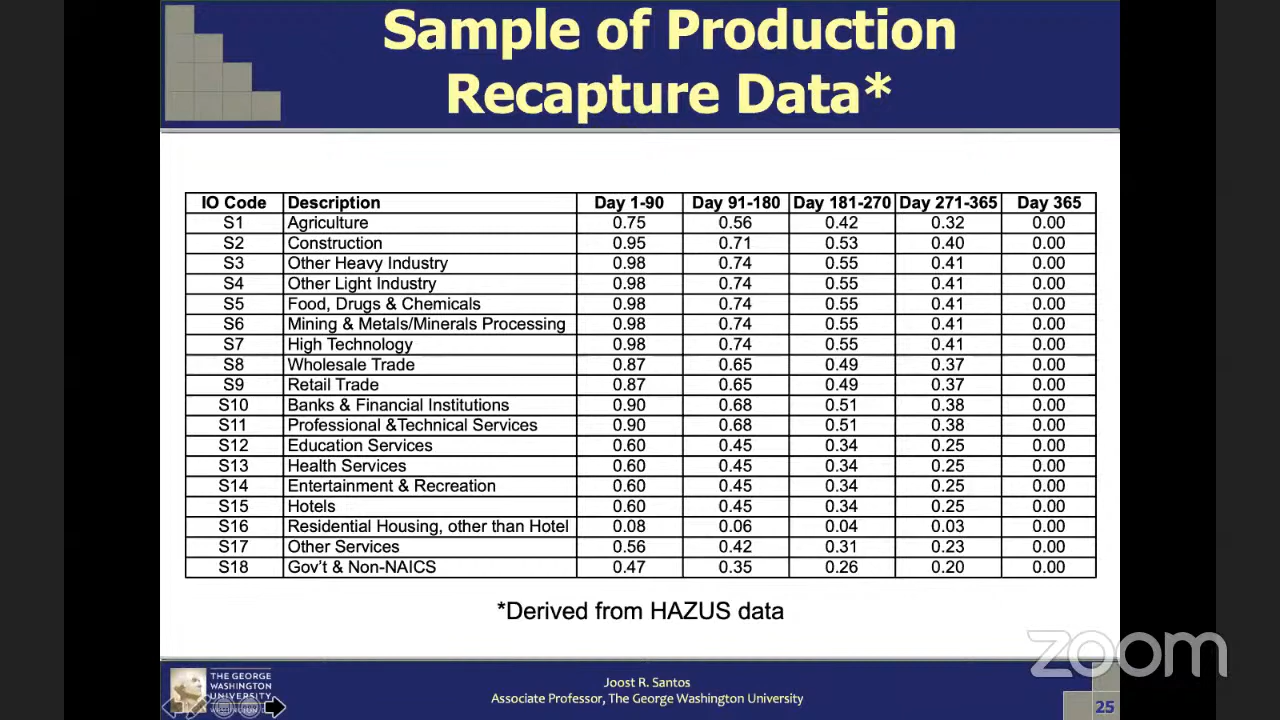 Sample of Production
Recapture Data*
IO Code Description Day 1-90 Day 91-180 Day 181-270 Day 271-365 Day 365
S1 Agriculture 0.75 0.56 0.42 0.32 0.00
S2 Construction 0.95 0.71 0.53 0.40 0.00
S3 Other Heavy Industry 0.98 0.74 0.55 0.41 0.00
S4 Other Light Industry 0.98 0.74 0.55 0.41 0.00
S5 Food, Drugs & Chemicals 0.98 0.74 0.55 0.41 0.00
S6 Mining & Metals/Minerals Processing 0.98 0.74 0.55 0.41 0.00
S7 High Technology 0.98 0.74 0.55 0.41 0.00
S8 Wholesale Trade 0.87 0.65 0.49 0.37 0.00
S9 Retail Trade 0.87 0.65 0.49 0.37 0.00
S10 Banks & Financial Institutions 0.90 0.68 0.51 0.38 0.00
S11 Professional &Technical Services 0.90 0.68 0.51 0.38 0.00
S12 Education Services 0.60 0.45 0.34 0.25 0.00
S13 Health Services 0.60 0.45 0.34 0.25 0.00
S14 Entertainment & Recreation 0.60 0.45 0.34 0.25 0.00
S15 Hotels 0.60 0.45 0.34 0.25 0.00
S16 Residential Housing, other than Hotel 0.08 0.06 0.04 0.03 0.00
S17 Other Services 0.56 0.42 0.31 0.23 0.00
S18 Gov't & Non-NAICS 0.47 0.35 0.26 0.20 0.00
*Derived from HAZUS data
zoom
THE GEORGE
WASHINGTON
UNIVERSITY
Joost R. Santos
Associate Professor, The George Washington University
25